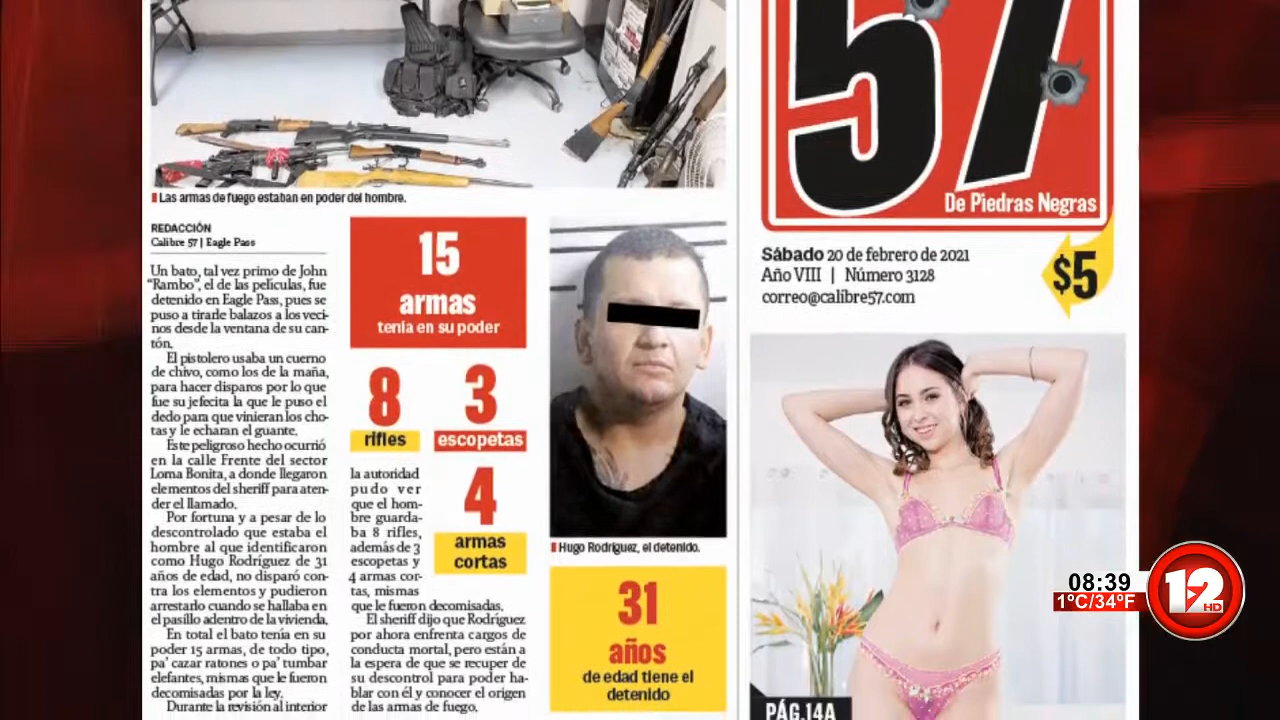 Las armas de fuego estaban en poder del hombre.
REDACCIÓN
Calibre 57 | Eagle Pass
Un bato, tal vez primo de John
"Rambo", el de las películas, fue
detenido en Eagle Pass, pues se
puso a tirarle balazos a los veci-
nos desde la ventana de su can-
tón.
El pistolero usaba un cuerno
de chivo, como los de la maña,
para hacer disparos por lo que
fue su jefecita la que le puso el
dedo para que vinieran los cho-
tas y le echaran el guante.
Este peligroso hecho ocurrió
en la calle Frente del sector
Loma Bonita, a donde llegaron
elementos del sheriff para aten-
der el llamado.
Por fortuna y a pesar de lo
descontrolado que estaba el
hombre al que identificaron
como Hugo Rodríguez de 31
años de edad, no disparó con-
tra los elementos y pudieron
arrestarlo cuando se hallaba en
el pasillo adentro de la vivienda.
En total el bato tenía en su
poder 15 armas, de todo tipo,
pa' cazar ratones o pa' tumbar
elefantes, mismas que le fueron
decomisadas por la ley.
Durante la revisión al interior
15
armas
tenía en su poder
8
rifles
3
escopetas
4
armas
cortas
la autoridad
pudo ver
que el hom-
bre guarda-
ba 8 rifles,
además de 3
escopetas y
4 armas cor-
tas, mismas
que le fueron decomisadas.
El sheriff dijo que Rodríguez
por ahora enfrenta cargos de
conducta mortal, pero están a
la espera de que se recuper de
su descontrol para poder ha-
blar con él y conocer el origen
de las armas de fuego.
Hugo Rodríguez, el detenido.
31
años
de edad tiene el
detenido
57
De Piedras Negras
Sábado 20 de febrero de 2021
Año VIII | Número 3128
correo@calibre57.com
$5
PÁG.14A
08:39
1°C/34°F
12
HD